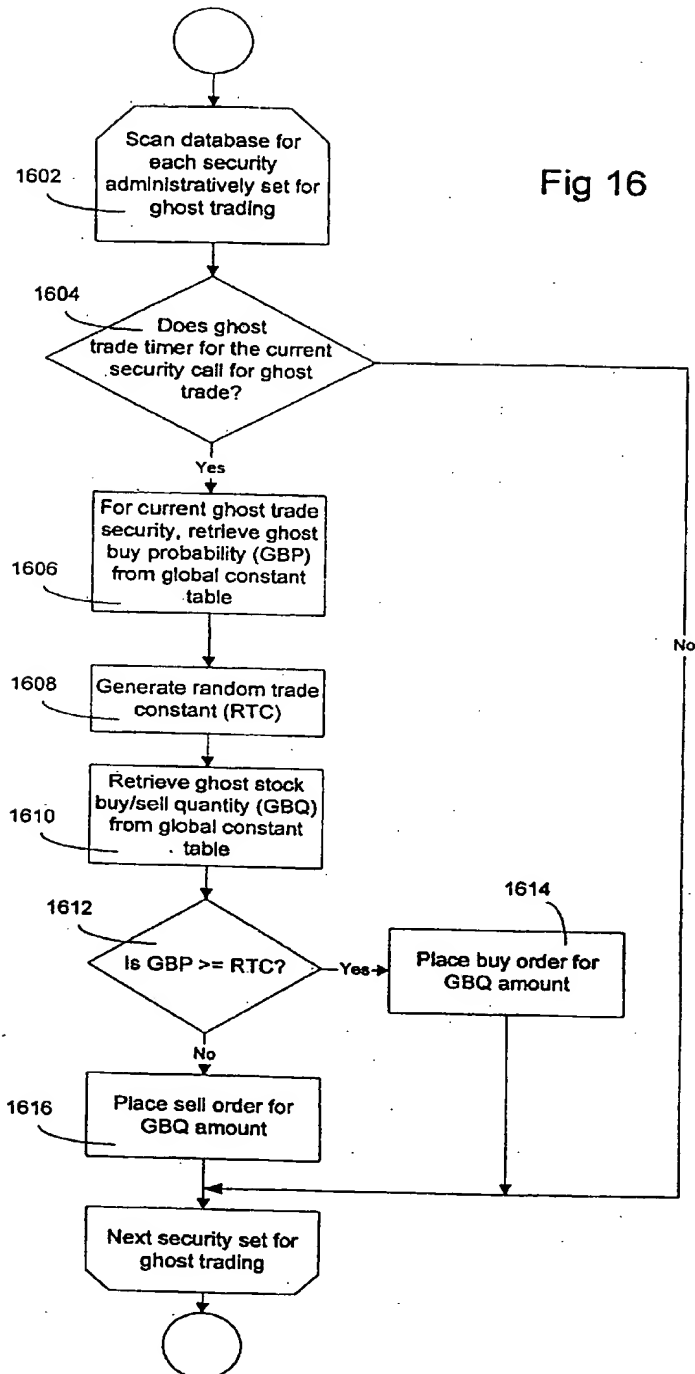 Fig 16
Scan database for
each security
administratively set for
ghost trading
1602
1604
Does ghost
trade timer for the current
security call for ghost
trade?
No
Yes
For current ghost trade
security, retrieve ghost
buy probability (GBP)
from global constant
table
1606
Generate random trade
constant (RTC)
1608
Retrieve ghost stock
buy/sell quantity (GBQ)
from global constant
table
1610
1612
Is GBP >= RTC?
Yes
1614
Place buy order for
GBQ amount
No
Place sell order for
GBQ amount
1616
Next security set for
ghost trading